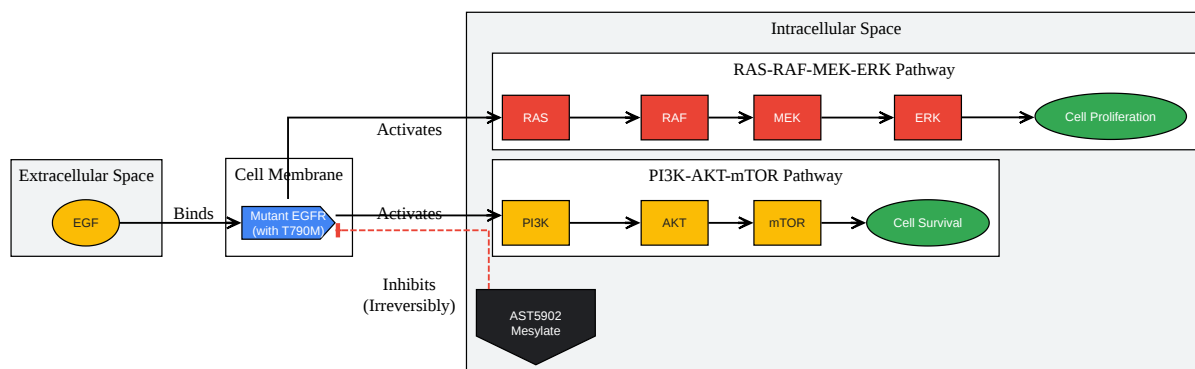 Intracellular Space
RAS-RAF-MEK-ERK Pathway
RAS
RAF
MEK
ERK
Cell Proliferation
Activates
Extracellular Space
Cell Membrane
PI3K-AKT-mTOR Pathway
EGF
Binds
Mutant EGFR
(with T790M)
Activates
PI3K
AKT
mTOR
Cell Survival
Inhibits
(Irreversibly)
AST5902
Mesylate